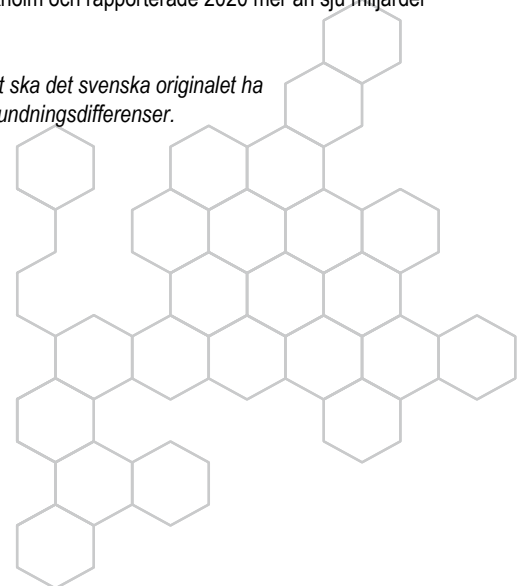 holm och rapporterade 2020 mer än sju miljarder
t ska det svenska originalet ha
undningsdifferenser.